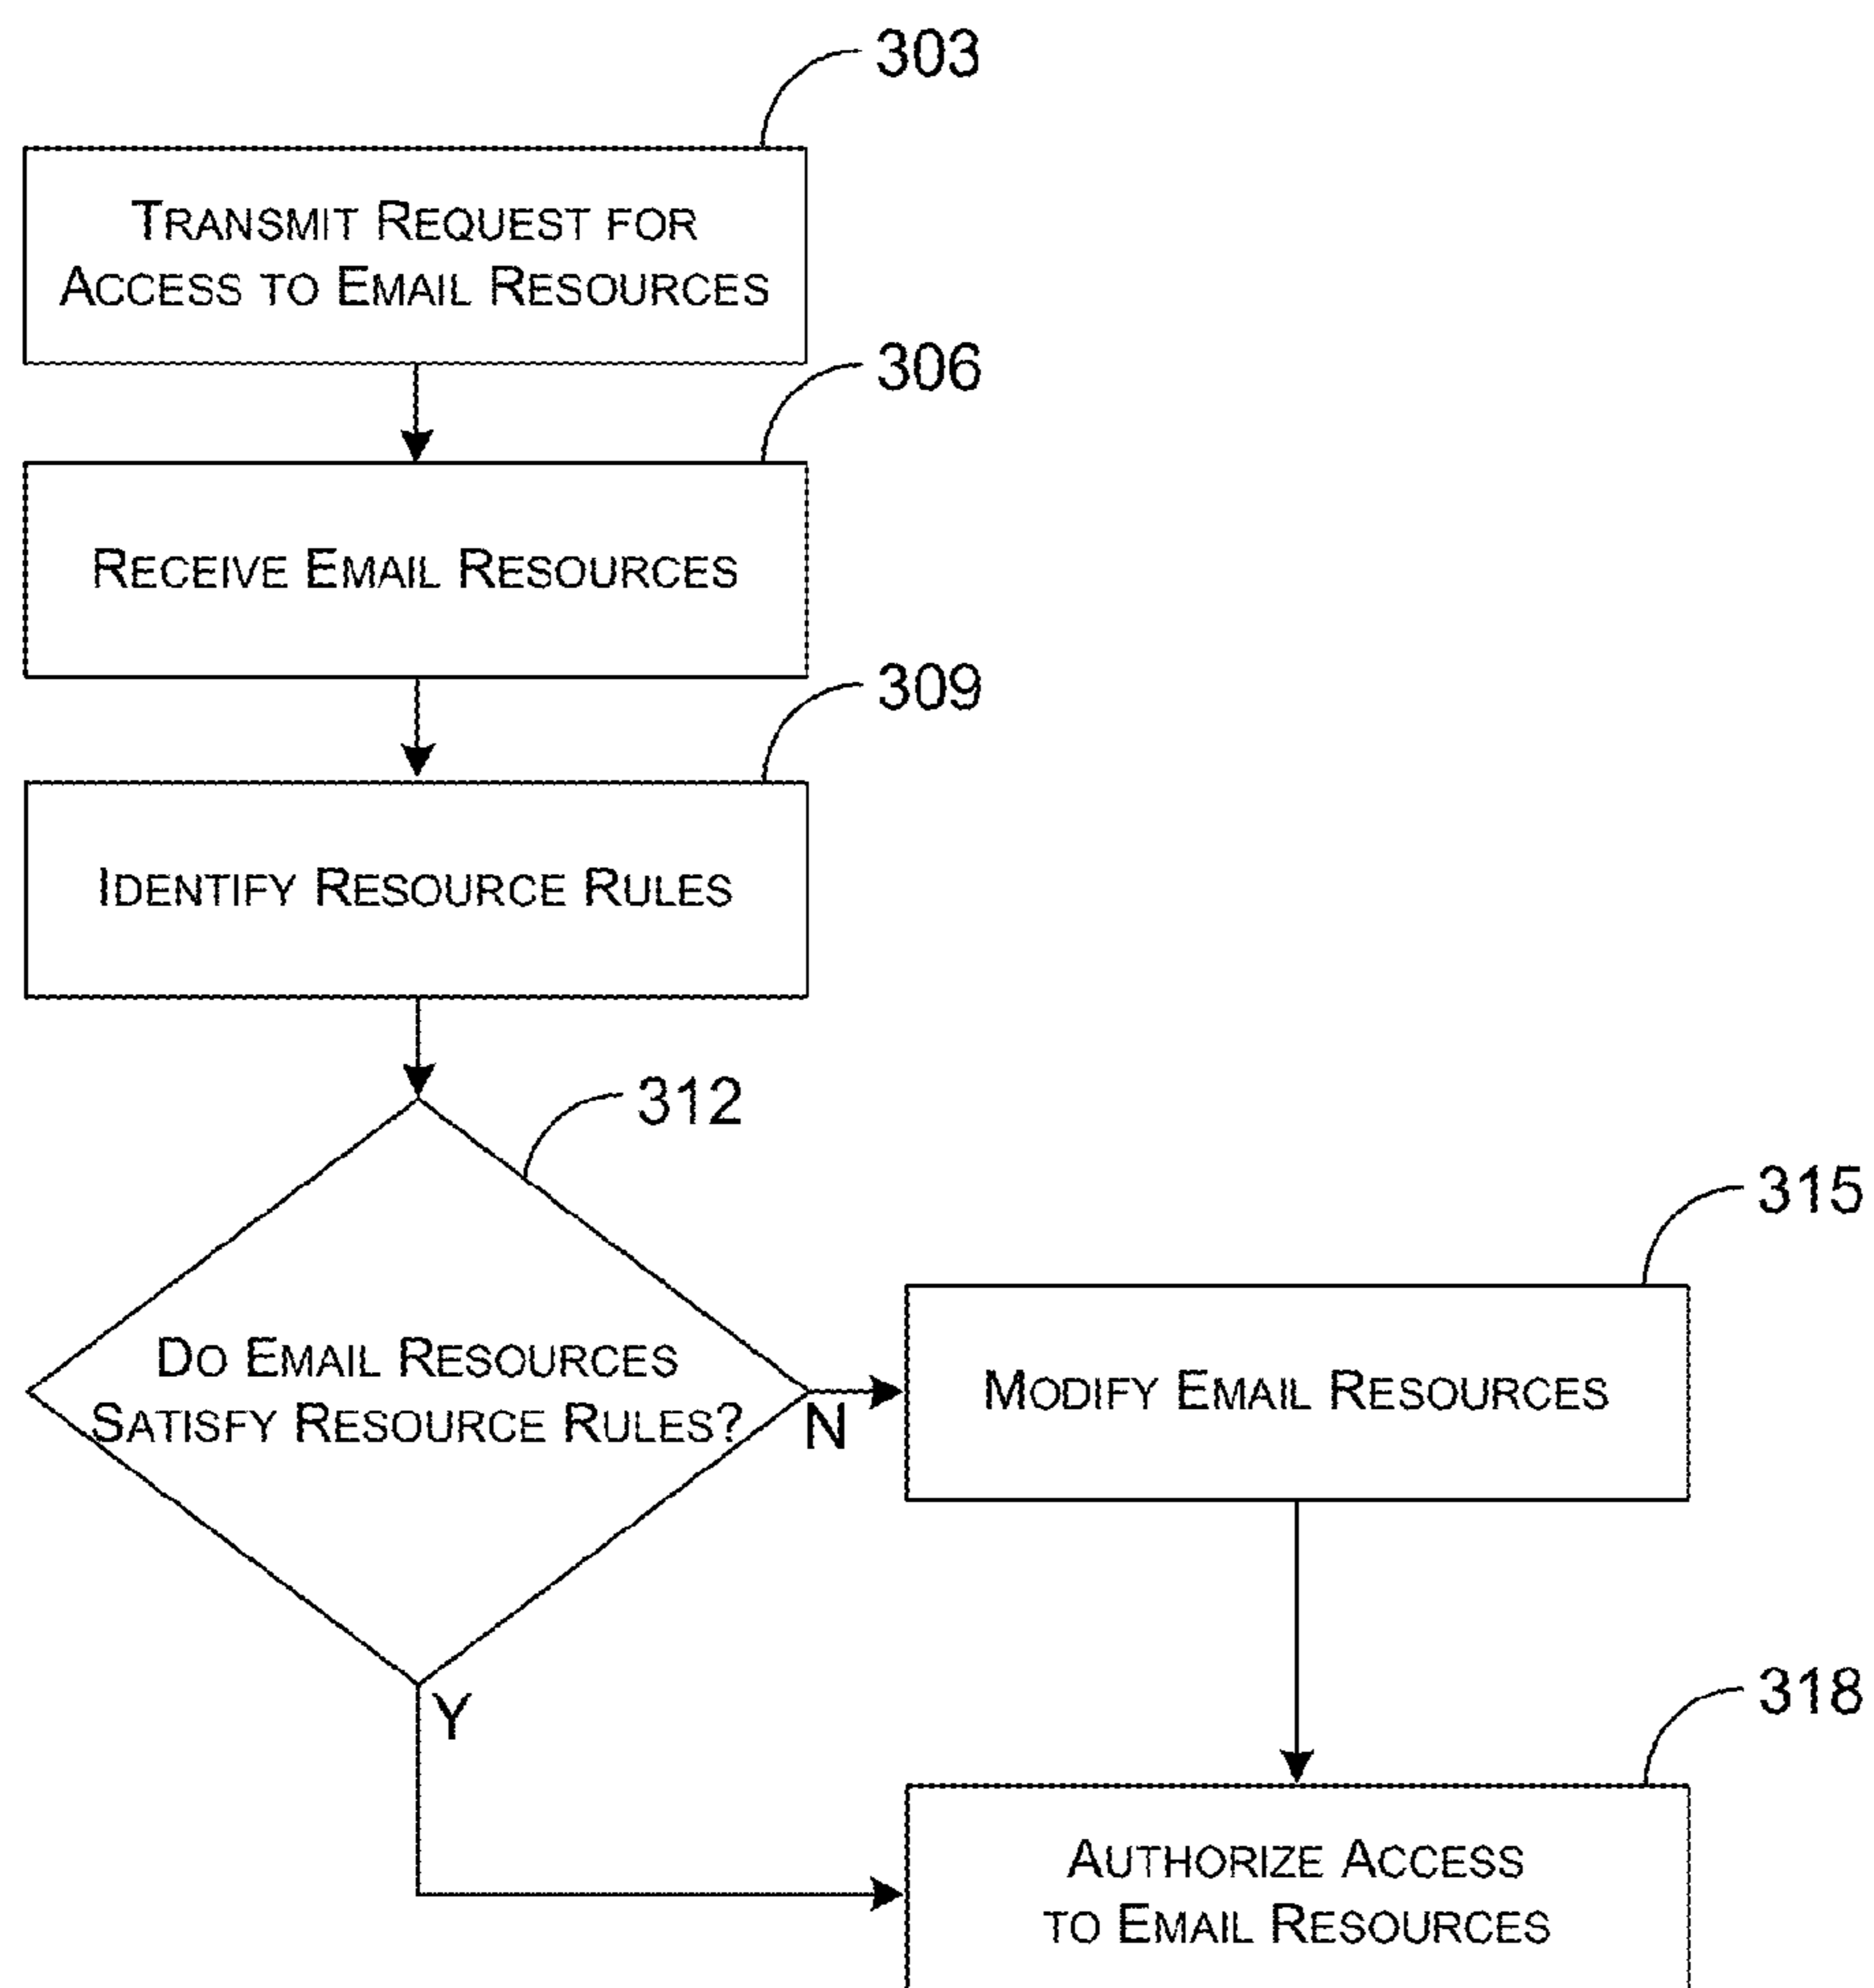 303
TRANSMIT REQUEST FOR
ACCESS TO EMAIL RESOURCES
306
RECEIVE EMAIL RESOURCES
309
IDENTIFY RESOURCE RULES
312
DO EMAIL RESOURCES
SATISFY RESOURCE RULES?
N
Y
315
MODIFY EMAIL RESOURCES
318
AUTHORIZE ACCESS
TO EMAIL RESOURCES